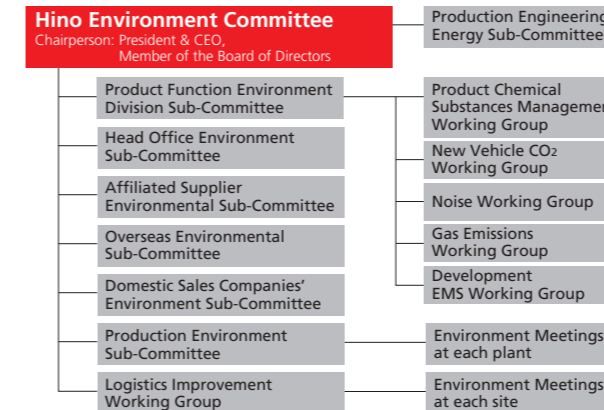 Hino Environment Committee
Chairperson: President & CEO,
Member of the Board of Directors
Production Engineering
Energy Sub-Committee
Product Function Environment
Division Sub-Committee
Product Chemical
Substances
Working Group
New Vehicle CO2
Working Group
Noise Working Group
Gas Emissions
Working Group
Development
EMS Working Group
Head Office Environment
Sub-Committee
Affiliated Supplier
Environmental Sub-Committee
Overseas Environmental
Sub-Committee
Domestic Sales Companies’
Environment Sub-Committee
Production Environment
Sub-Committee
Environment Meetings
at each plant
Logistics Improvement
Working Group
Environment Meetings
at each site